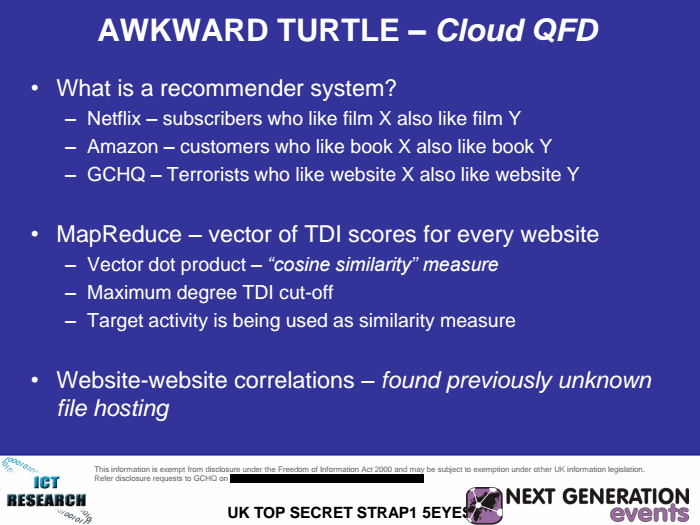 AWKWARD TURTLE – Cloud QFD
• What is a recommender system?
– Netflix – subscribers who like film X also like film Y
– Amazon – customers who like book X also like book Y
– GCHQ – Terrorists who like website X also like website Y
• MapReduce – vector of TDI scores for every website
– Vector dot product – “cosine similarity” measure
– Maximum degree TDI cut-off
– Target activity is being used as similarity measure
• Website-website correlations – found previously unknown
file hosting
ICT
RESEARCH
This information is exempt from disclosure under the Freedom of Information Act 2000 and may be subject to exemption under other UK information legislation.
Refer disclosure requests to GCHQ on
UK TOP SECRET STRAP1 5EYES
NEXT GENERATION
events